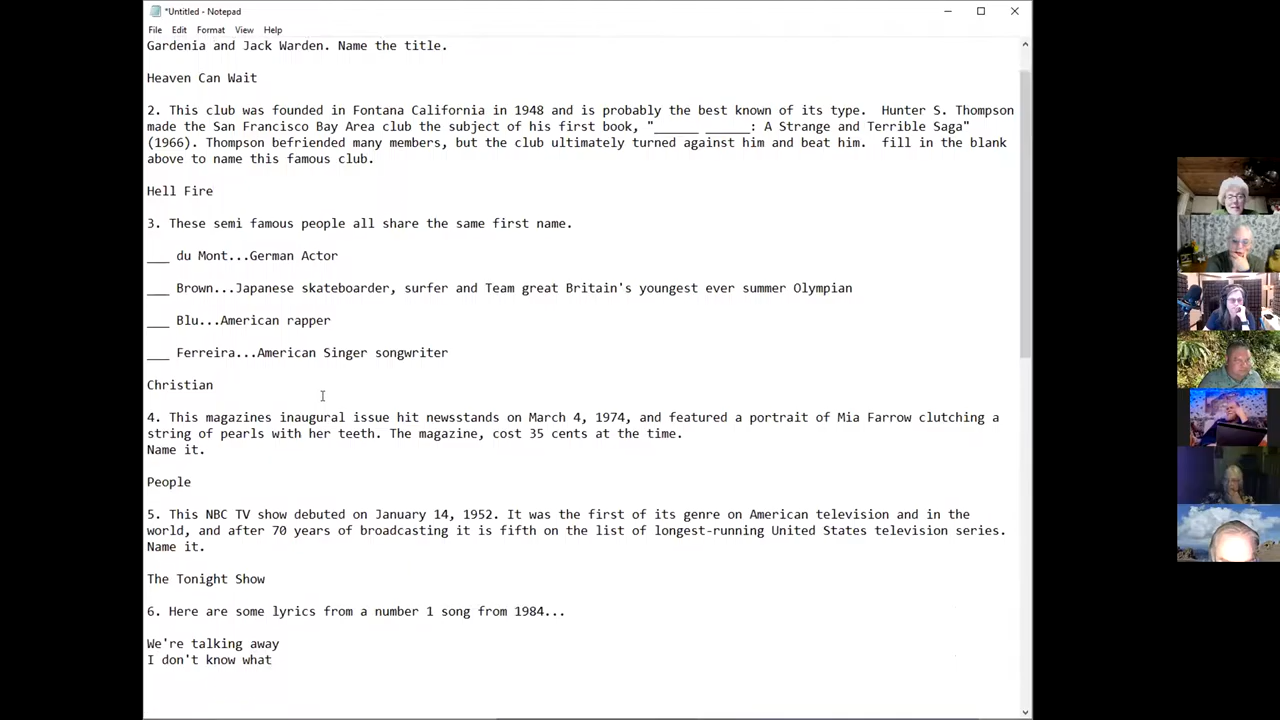 *Untitled - Notepad
File Edit Format View Help
Gardenia and Jack Warden. Name the title.
Heaven Can Wait
2. This club was founded in Fontana California in 1948 and is probably the best known of its type.  Hunter S. Thompson
made the San Francisco Bay Area club the subject of his first book, "______ ______: A Strange and Terrible Saga"
(1966). Thompson befriended many members, but the club ultimately turned against him and beat him.  fill in the blank
above to name this famous club.
Hell Fire
3. These semi famous people all share the same first name.
___ du Mont...German Actor
___ Brown...Japanese skateboarder, surfer and Team great Britain's youngest ever summer Olympian
___ Blu...American rapper
___ Ferreira...American Singer songwriter
Christian
4. This magazines inaugural issue hit newsstands on March 4, 1974, and featured a portrait of Mia Farrow clutching a
string of pearls with her teeth. The magazine, cost 35 cents at the time.
Name it.
People
5. This NBC TV show debuted on January 14, 1952. It was the first of its genre on American television and in the
world, and after 70 years of broadcasting it is fifth on the list of longest-running United States television series.
Name it.
The Tonight Show
6. Here are some lyrics from a number 1 song from 1984...
We're talking away
I don't know what